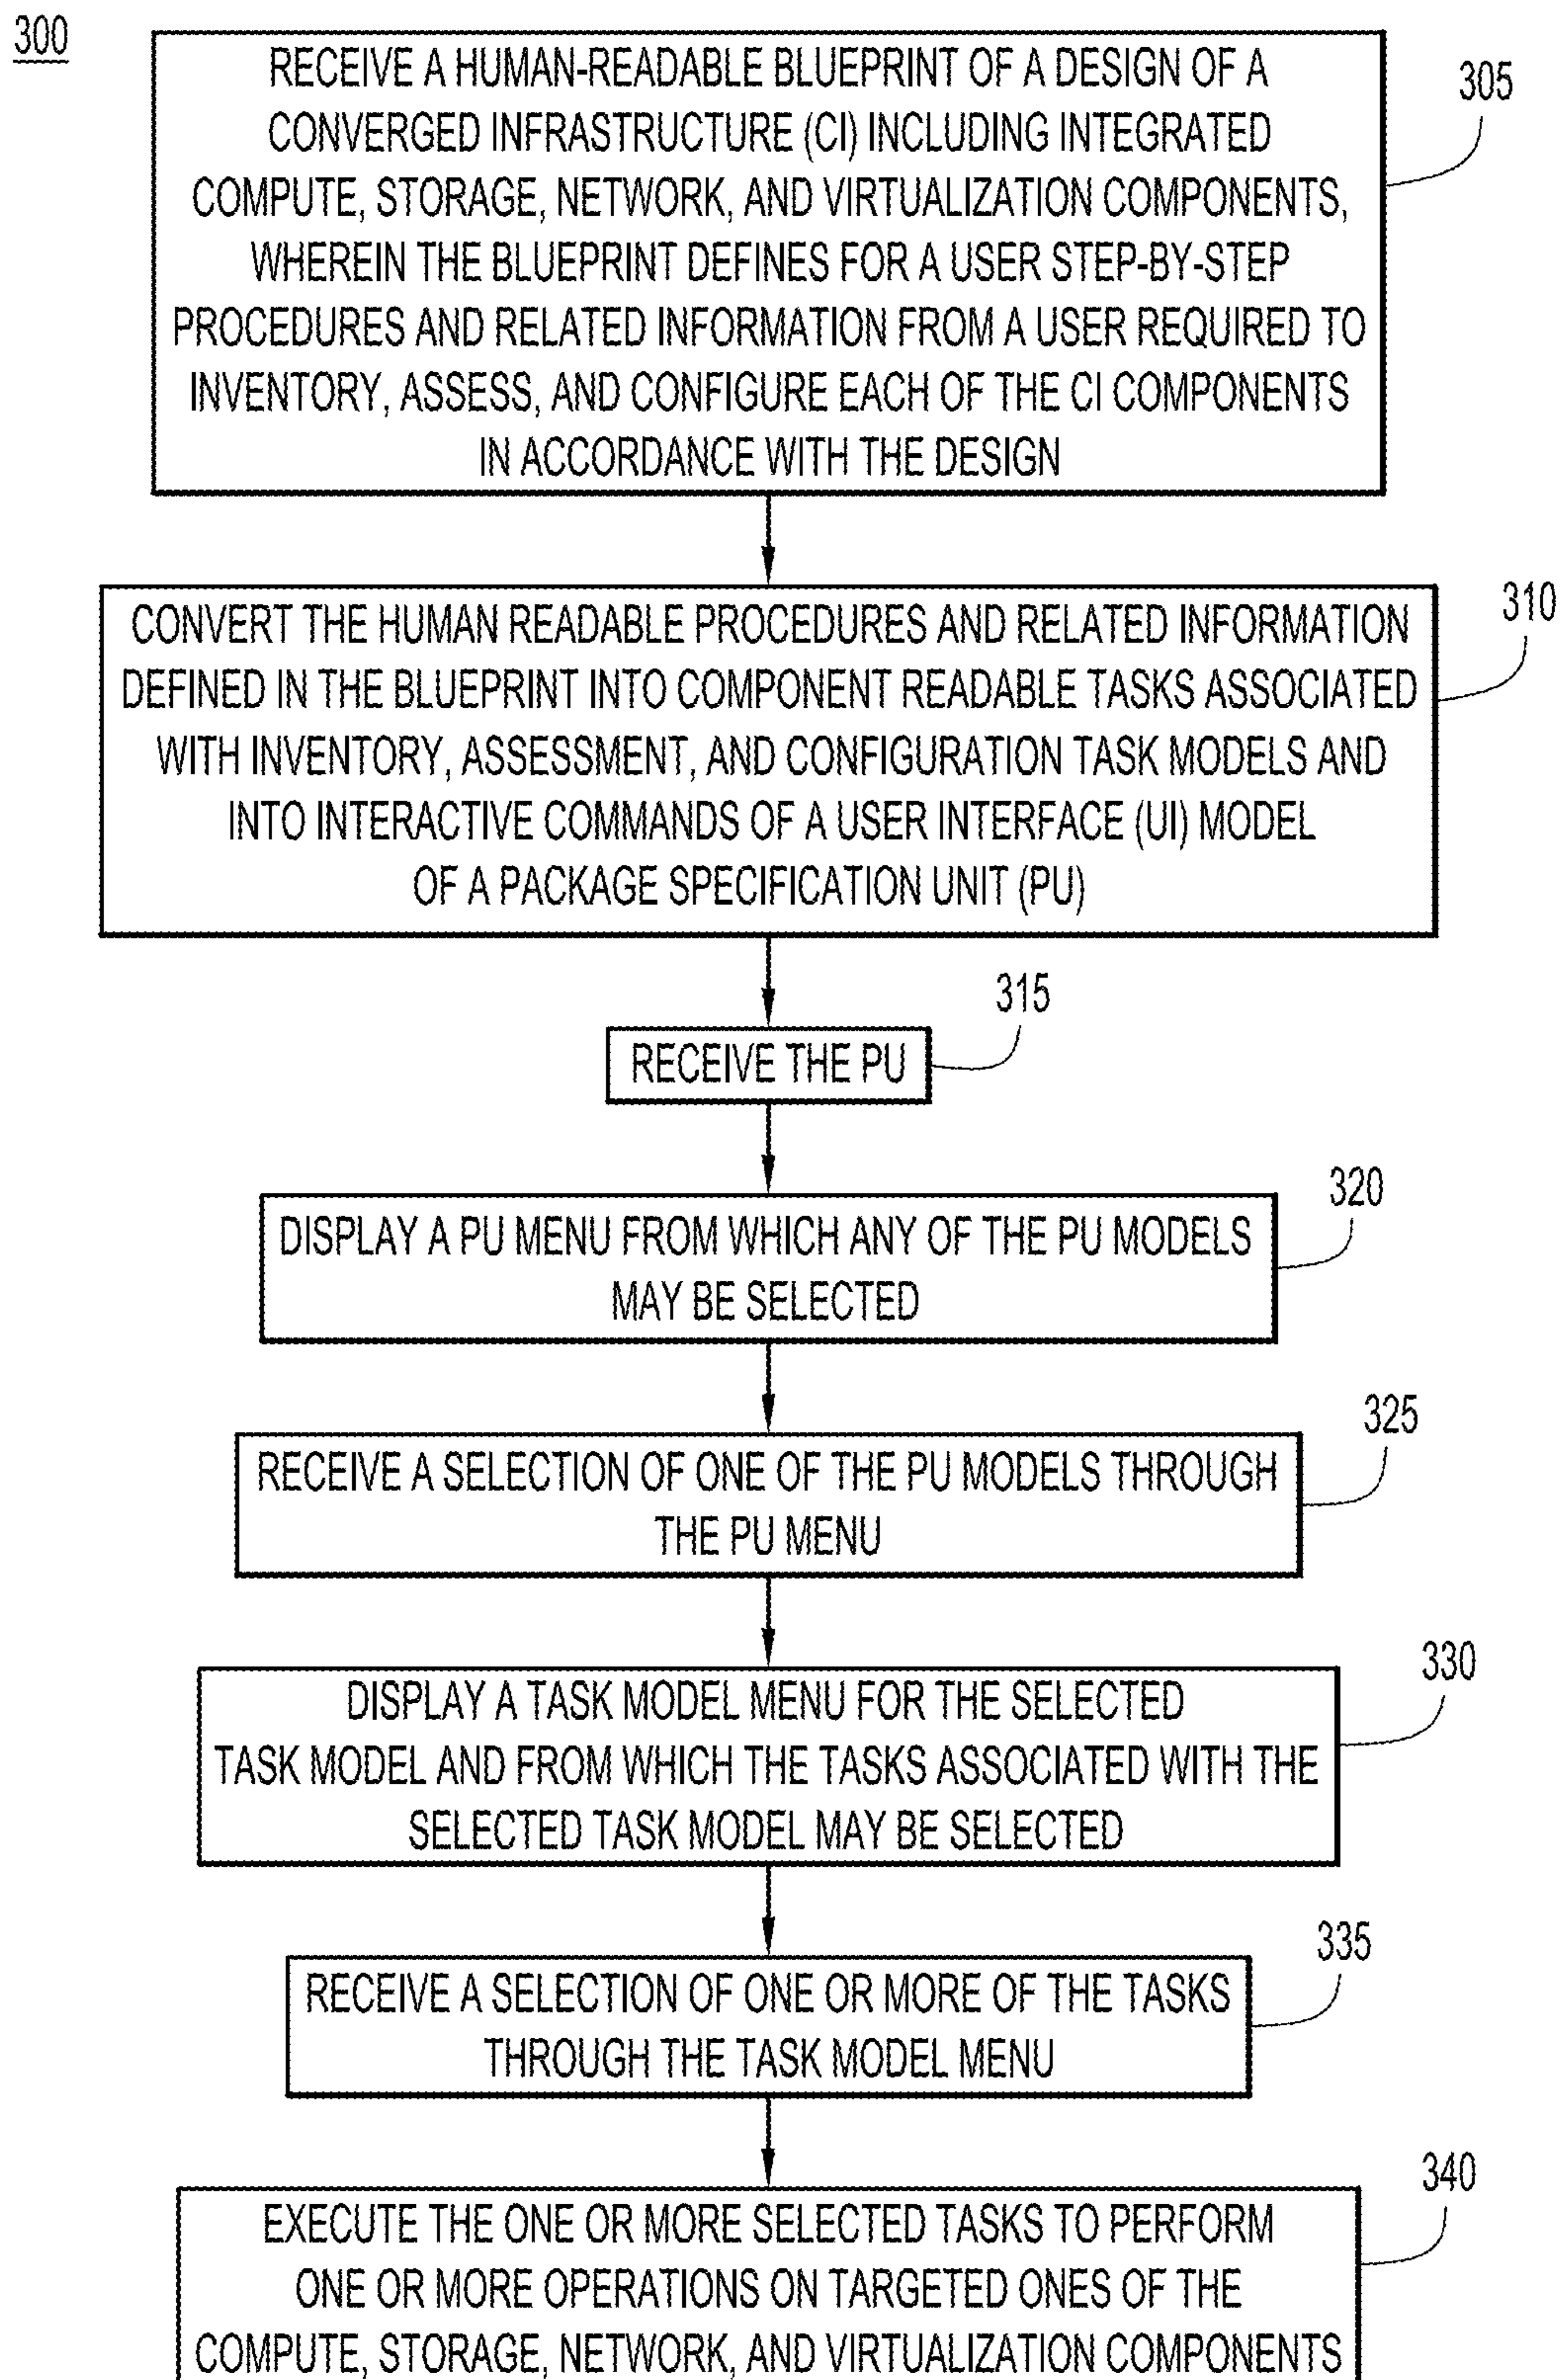 300
RECEIVE A HUMAN-READABLE BLUEPRINT OF A DESIGN OF A
CONVERGED INFRASTRUCTURE (CI) INCLUDING INTEGRATED
COMPUTE, STORAGE, NETWORK, AND VIRTUALIZATION COMPONENTS,
WHEREIN THE BLUEPRINT DEFINES FOR A USER STEP-BY-STEP
PROCEDURES AND RELATED INFORMATION FROM A USER REQUIRED TO
INVENTORY, ASSESS, AND CONFIGURE EACH OF THE CI COMPONENTS
IN ACCORDANCE WITH THE DESIGN
305
CONVERT THE HUMAN READABLE PROCEDURES AND RELATED INFORMATION
DEFINED IN THE BLUEPRINT INTO COMPONENT READABLE TASKS ASSOCIATED
WITH INVENTORY, ASSESSMENT, AND CONFIGURATION TASK MODELS AND
INTO INTERACTIVE COMMANDS OF A USER INTERFACE (UI) MODEL
OF A PACKAGE SPECIFICATION UNIT (PU)
310
RECEIVE THE PU
315
DISPLAY A PU MENU FROM WHICH ANY OF THE PU MODELS
MAY BE SELECTED
320
RECEIVE A SELECTION OF ONE OF THE PU MODELS THROUGH
THE PU MENU
325
DISPLAY A TASK MODEL MENU FOR THE SELECTED
TASK MODEL AND FROM WHICH THE TASKS ASSOCIATED WITH THE
SELECTED TASK MODEL MAY BE SELECTED
330
RECEIVE A SELECTION OF ONE OR MORE OF THE TASKS
THROUGH THE TASK MODEL MENU
335
EXECUTE THE ONE OR MORE SELECTED TASKS TO PERFORM
ONE OR MORE OPERATIONS ON TARGETED ONES OF THE
COMPUTE, STORAGE, NETWORK, AND VIRTUALIZATION COMPONENTS
340